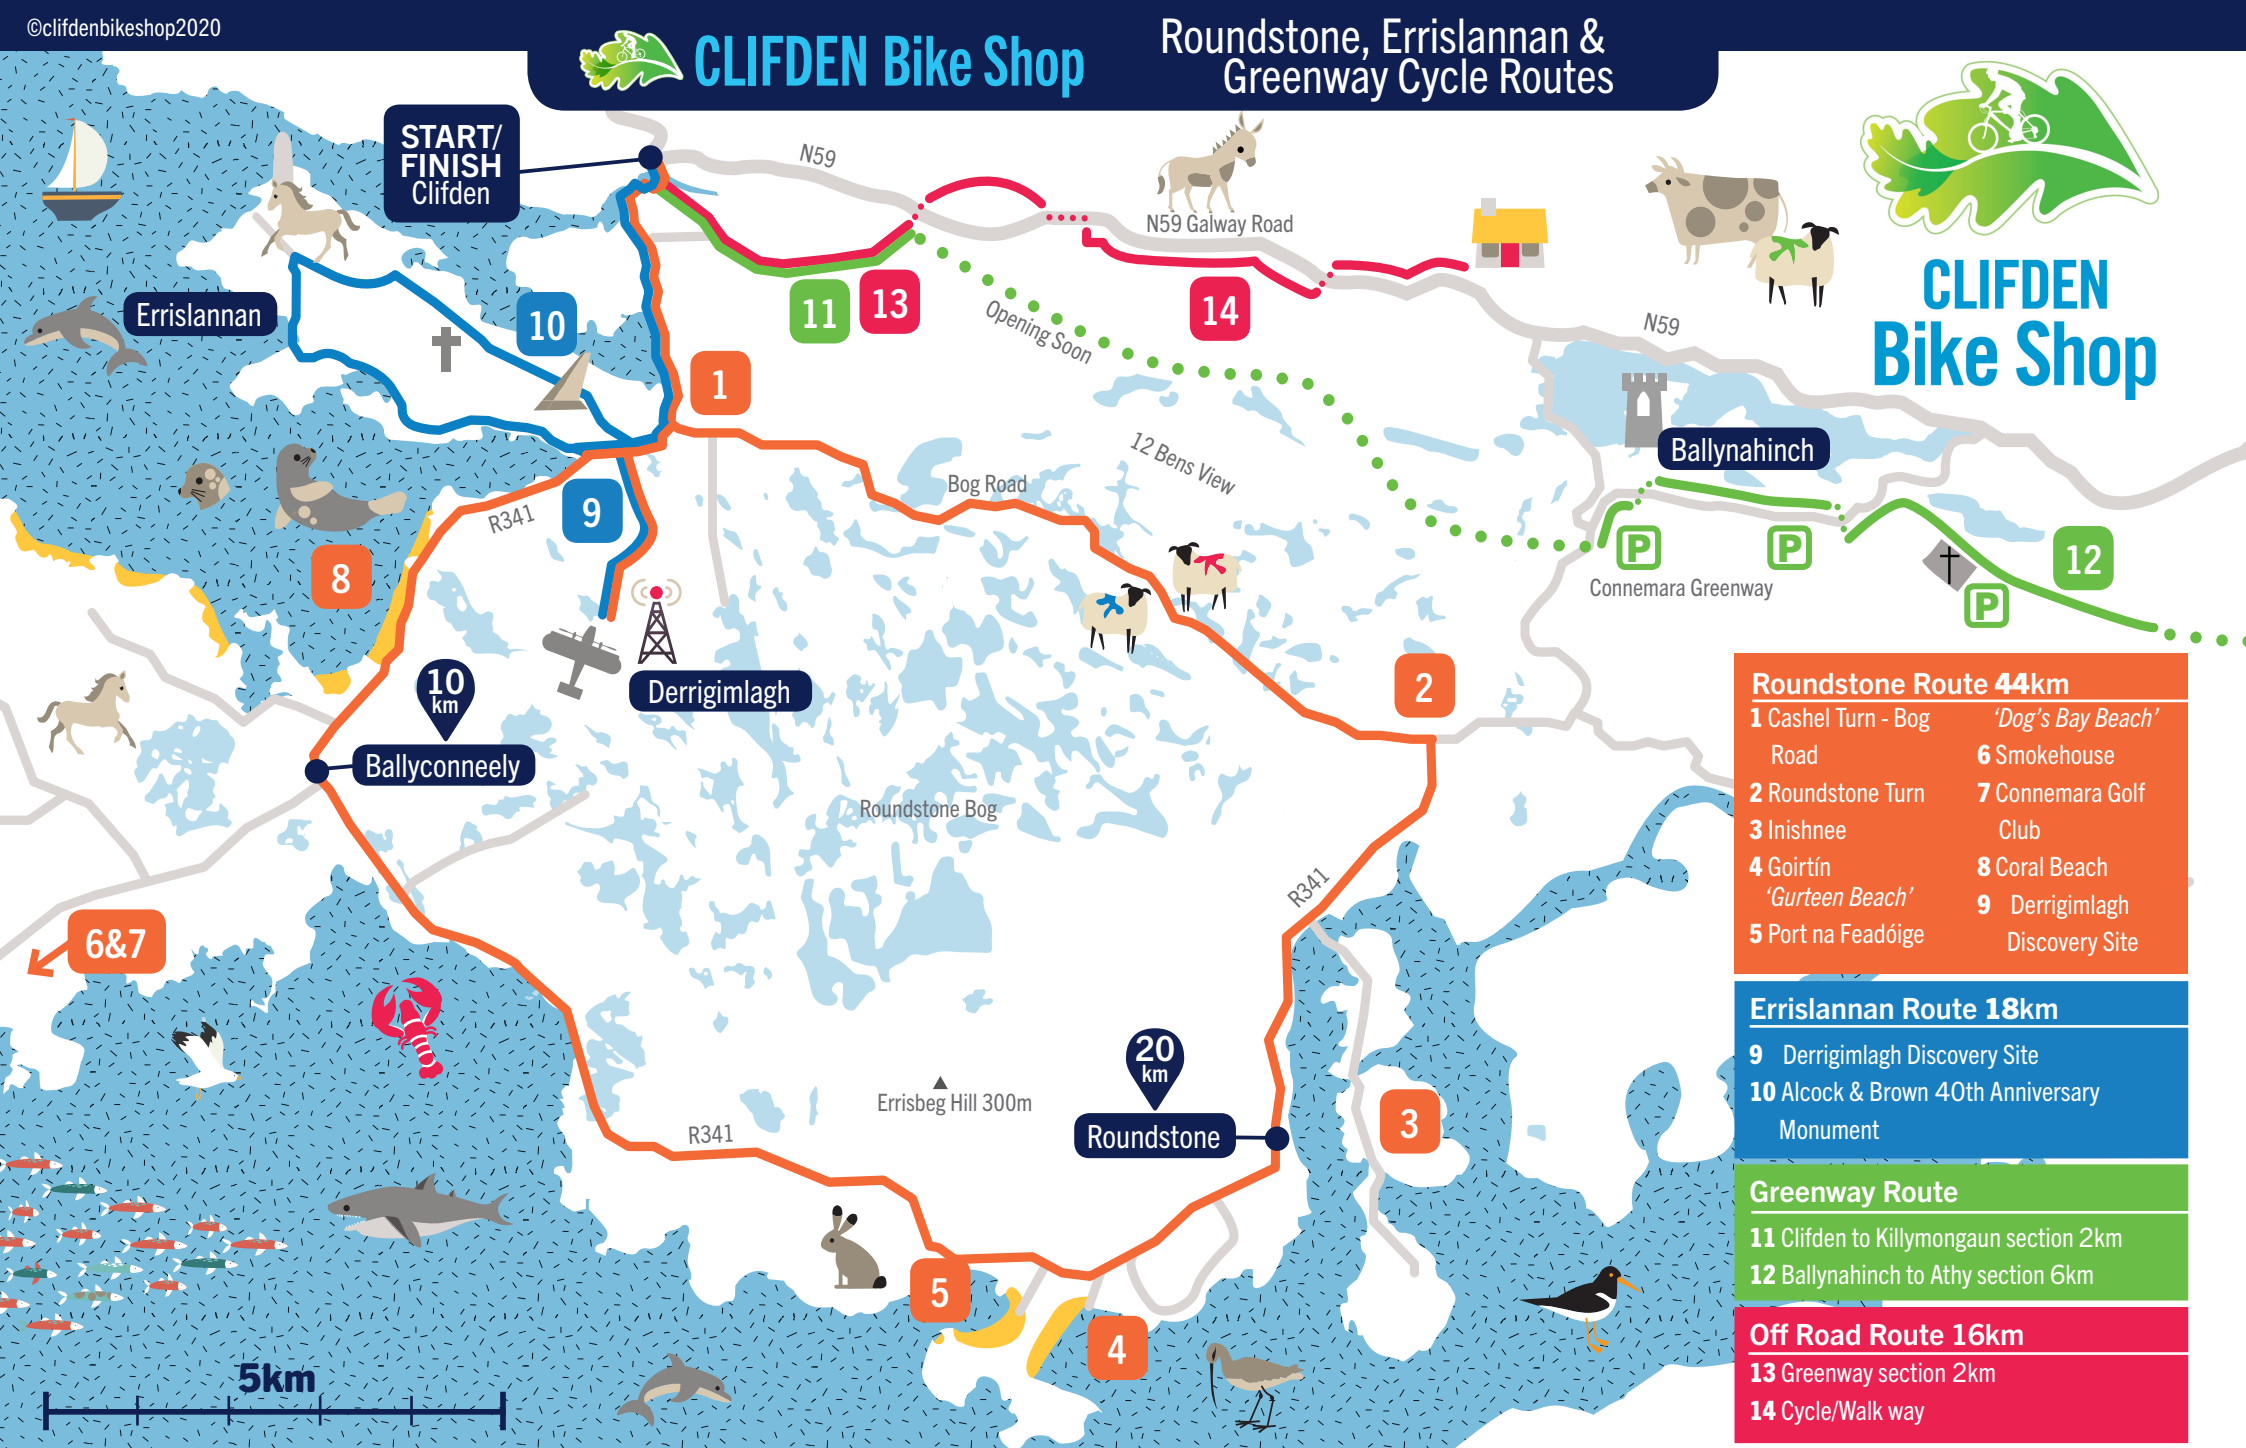 ©clifdenbikeshop2020
CLIFDEN Bike Shop
Roundstone, Errislannan &
Greenway Cycle Routes
START/
FINISH
Clifden
N59
N59 Galway Road
CLIFDEN
Bike Shop
Errislannan
10
11
13
14
Opening Soon
N59
1
12 Bens View
Bog Road
Ballynahinch
R341
9
8
P
P
12
Connemara Greenway
P
10
km
Derrigimlagh
2
Ballyconneely
Roundstone Bog
R341
6&7
20
km
Errisbeg Hill 300m
Roundstone
3
R341
5
4
5km
Roundstone Route 44km
1 Cashel Turn - Bog
Road
2 Roundstone Turn
3 Inishnee
4 Goirtín
'Gurteen Beach'
5 Port na Feadóige
'Dog's Bay Beach'
6 Smokehouse
7 Connemara Golf
Club
8 Coral Beach
9 Derrigimlagh
Discovery Site
Errislannan Route 18km
9 Derrigimlagh Discovery Site
10 Alcock & Brown 40th Anniversary
Monument
Greenway Route
11 Clifden to Killymongaun section 2km
12 Ballynahinch to Athy section 6km
Off Road Route 16km
13 Greenway section 2km
14 Cycle/Walk way